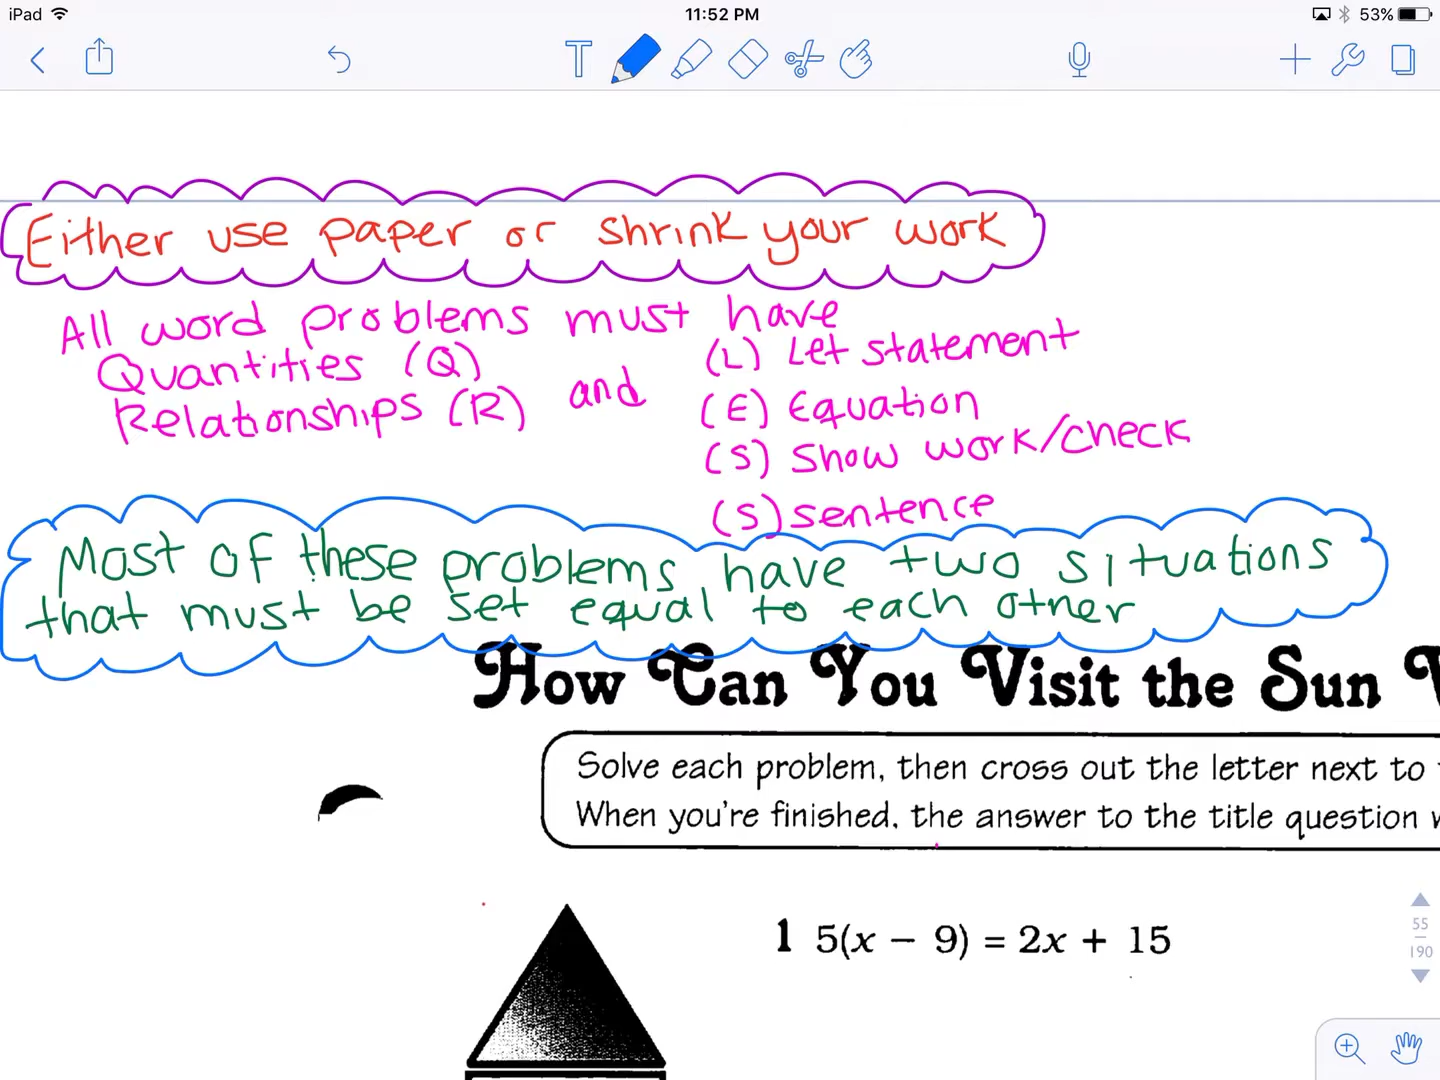 iPad
11:52 PM
53%
T
Either use paper or shrink your work
All word problems must have
Quantities (Q)
Relationships (R)
and
(L) Let statement
(E) Equation
(S) Show work/check
(S) sentence
Most of these problems have two situations
that must be set equal to each other
How Can You Visit the Sun
Solve each problem, then cross out the letter next to
When you're finished, the answer to the title question
1 5(x − 9) = 2x + 15
55
190